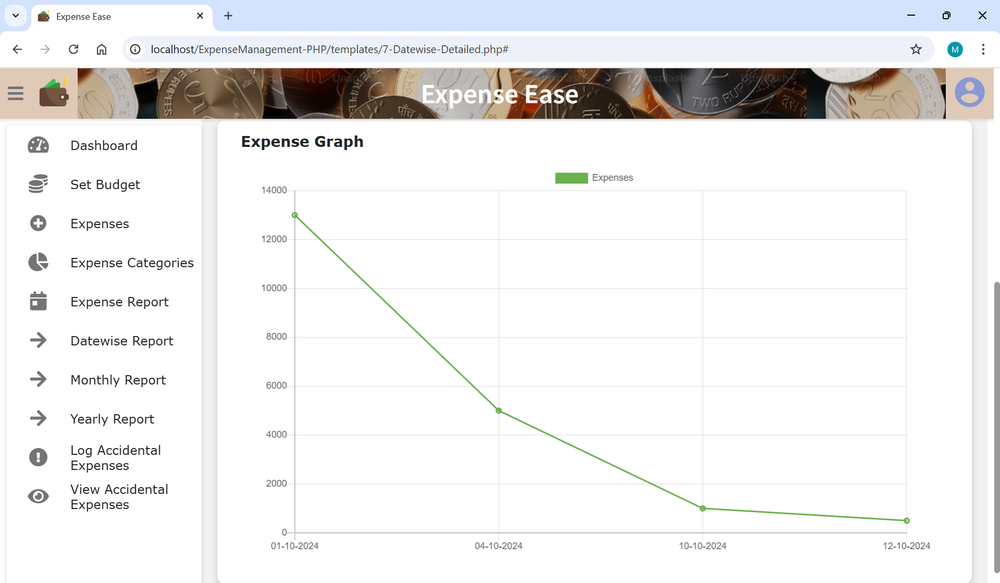 Expense Ease
localhost/ExpenseManagement-PHP/templates/7-Datewise-Detailed.php#
M
Expense Ease
TWO RUP
पाँच
Dashboard
Set Budget
Expenses
Expense Categories
Expense Report
Datewise Report
Monthly Report
Yearly Report
Log Accidental
Expenses
View Accidental
Expenses
Expense Graph
Expenses
14000
12000
10000
8000
6000
4000
2000
0
01-10-2024
04-10-2024
10-10-2024
12-10-2024